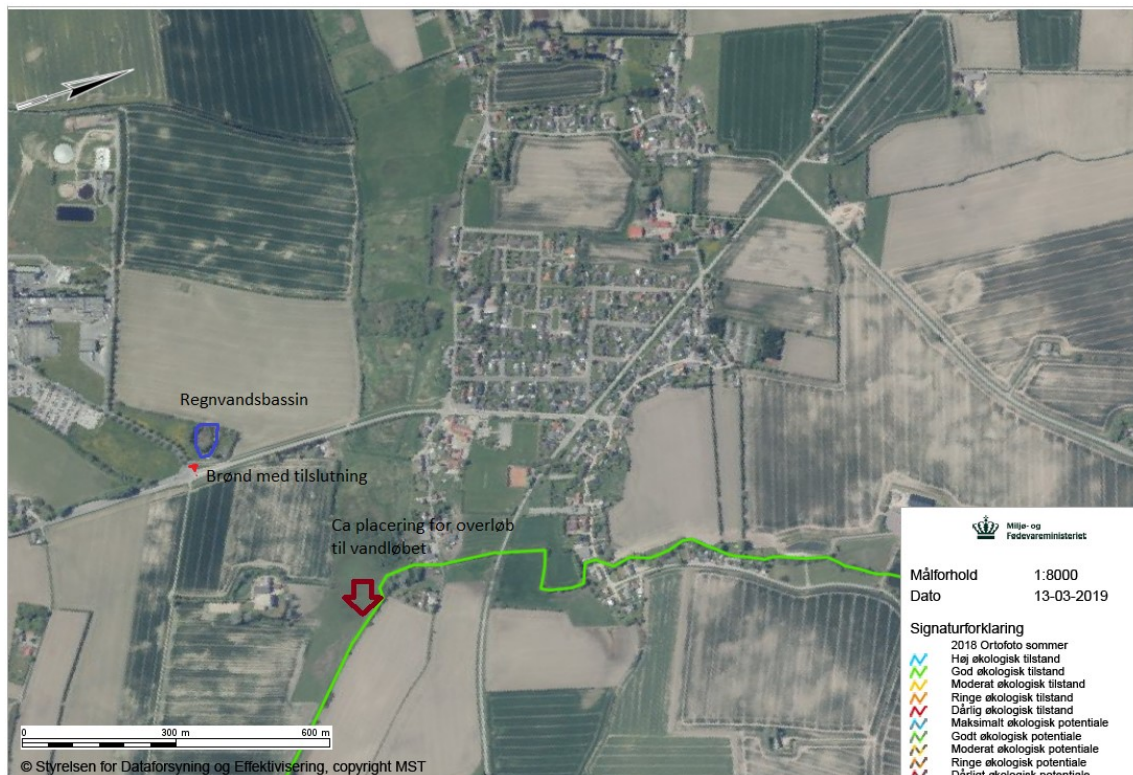 Regnvandsbassin
Brønd med tilslutning
Ca placering for overløb
til vandløbet
0 300 m 600 m
© Styrelsen for Dataforsyning og Effektivisering, copyright MST
Miljø- og
Fødevareministeriet
Målforhold 1:8000
Dato 13-03-2019
Signaturforklaring
2018 Ortofoto sommer
Høj økologisk tilstand
God økologisk tilstand
Moderat økologisk tilstand
Ringe økologisk tilstand
Dårlig økologisk tilstand
Maksimalt økologisk potentiale
Godt økologisk potentiale
Moderat økologisk potentiale
Ringe økologisk potentiale
Dårligt økologisk potentiale